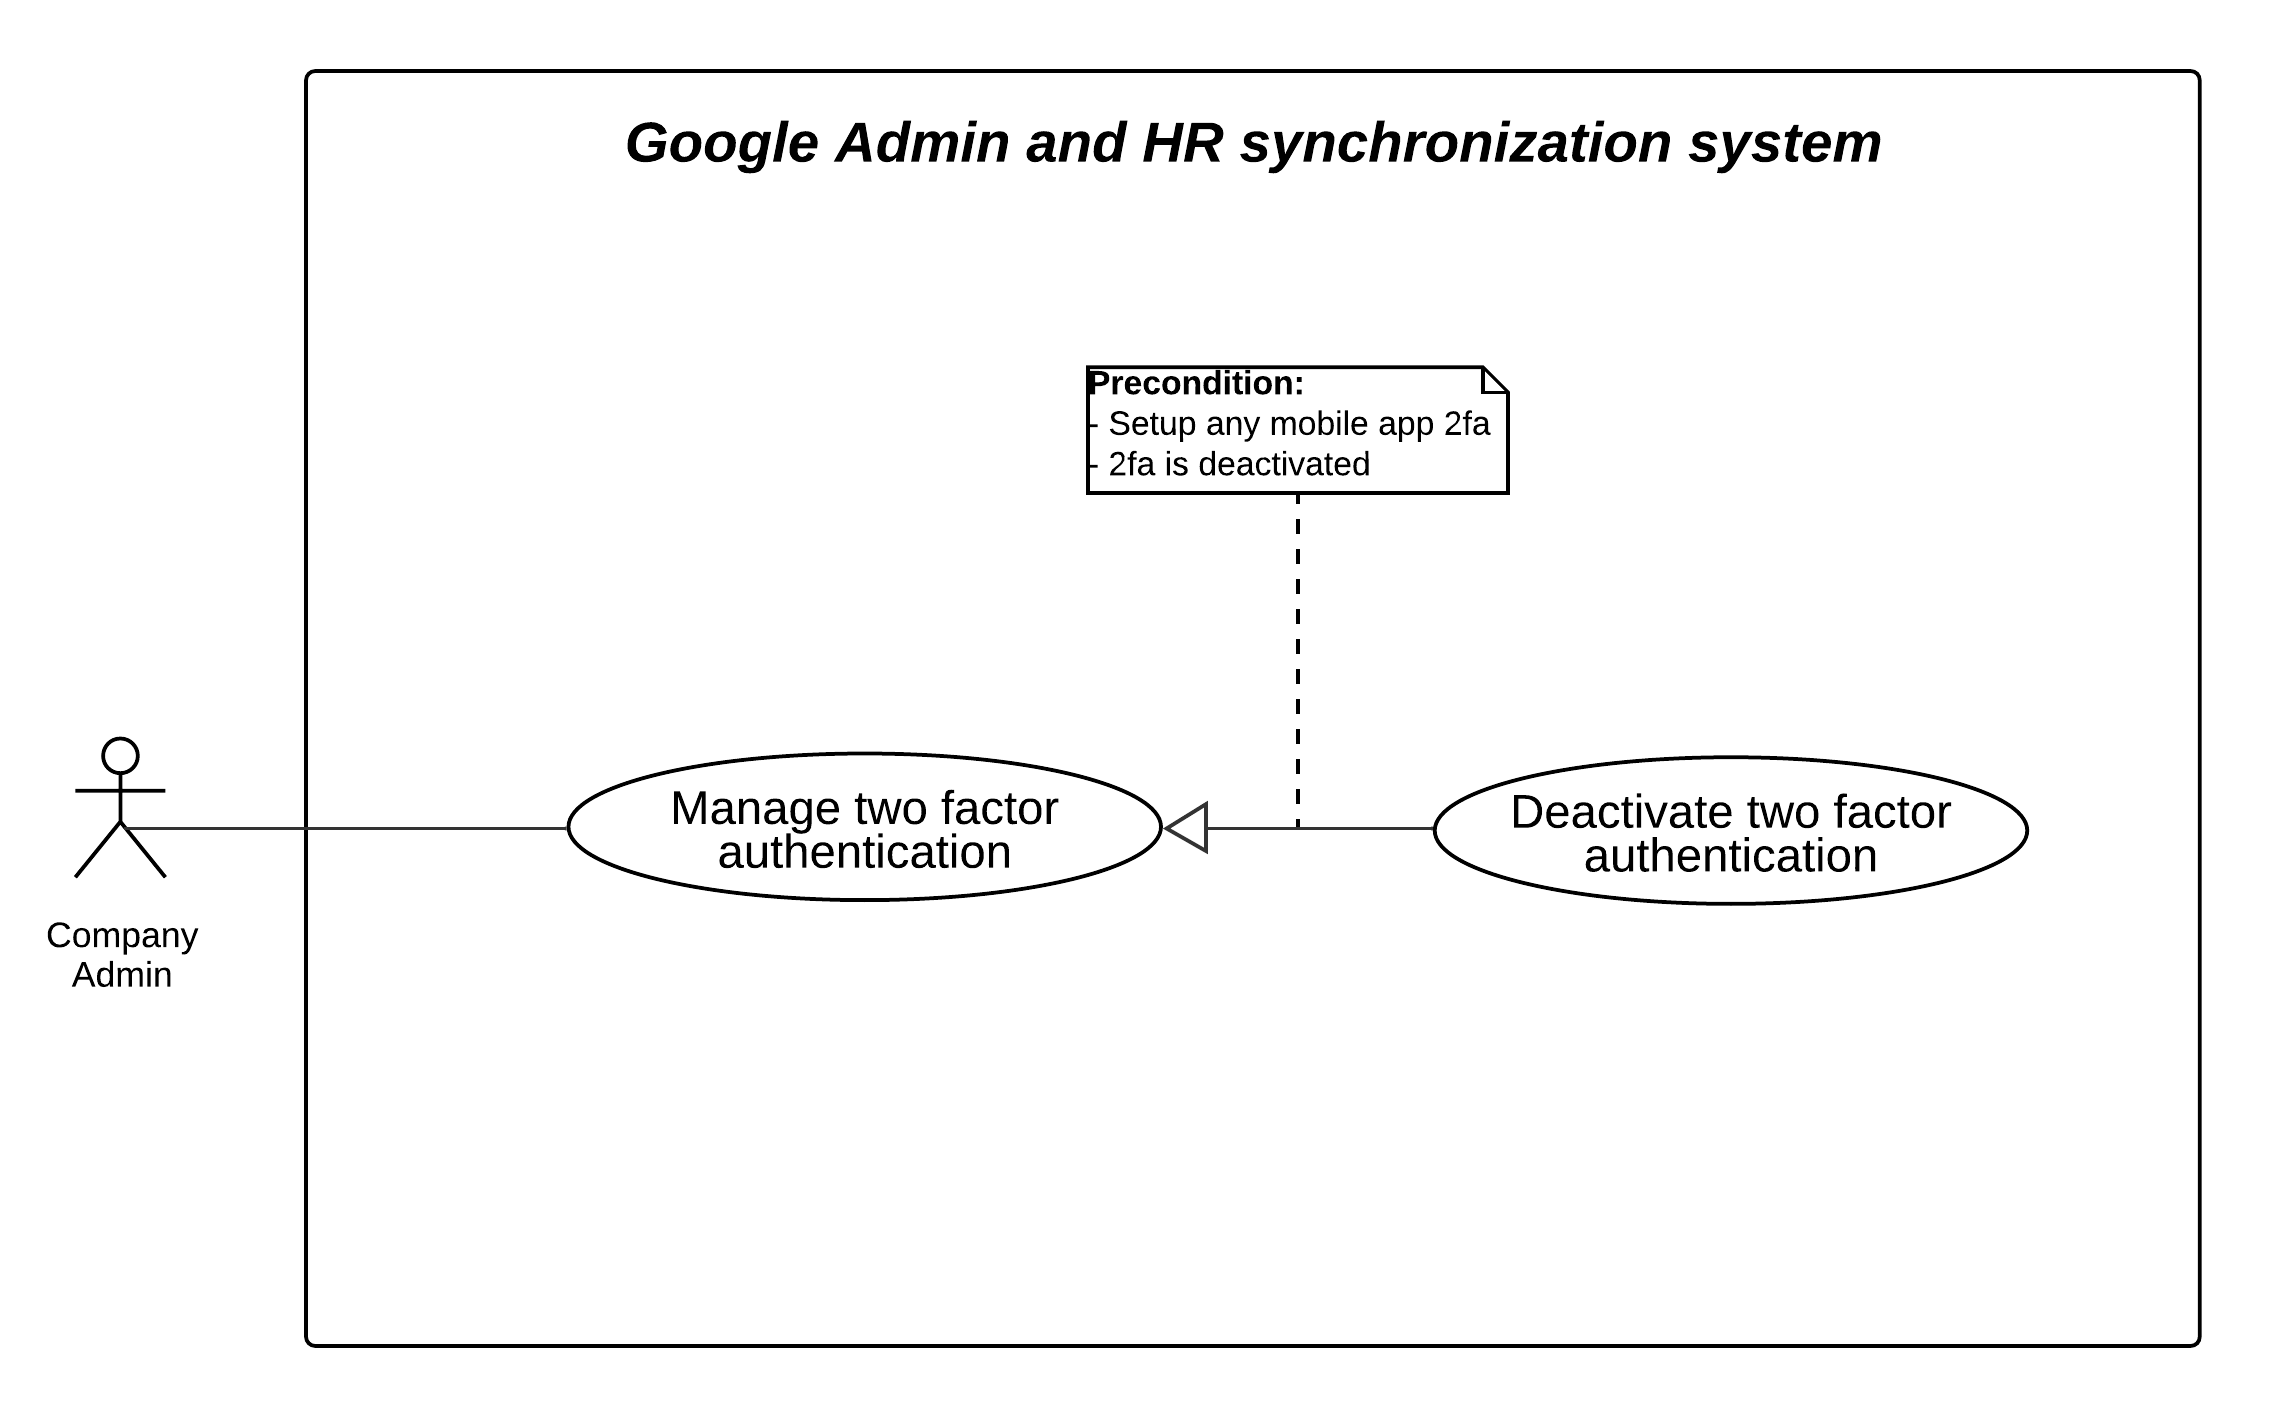 Google Admin and HR synchronization system
Precondition:
- Setup any mobile app 2fa
- 2fa is deactivated
Manage two factor
authentication
Deactivate two factor
authentication
Company
Admin